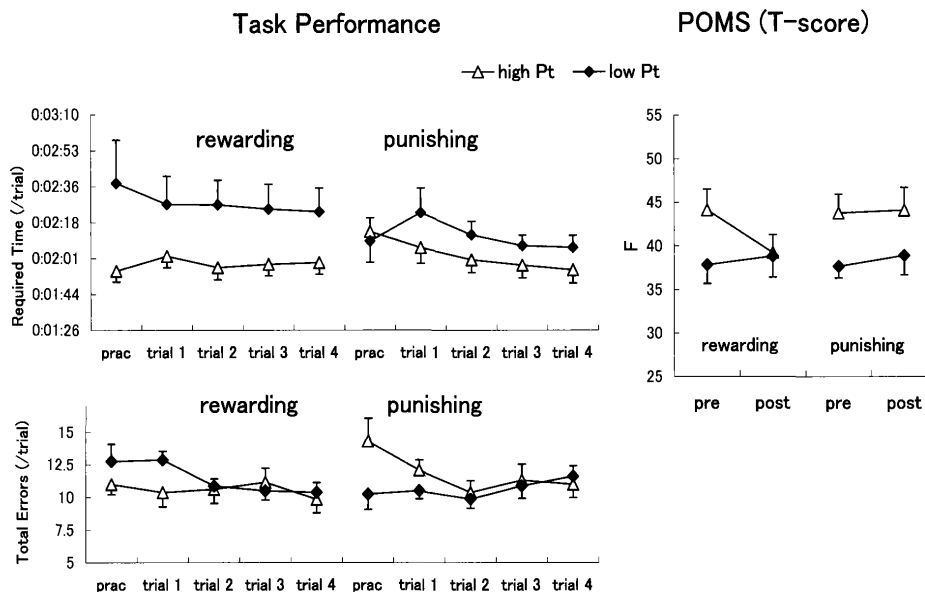 Task Performance
POMS (T-score)
high Pt
low Pt
Required Time (/trial)
0:03:10
0:02:53
0:02:36
0:02:18
0:02:01
0:01:44
0:01:26
rewarding
punishing
prac trial 1 trial 2 trial 3 trial 4
prac trial 1 trial 2 trial 3 trial 4
Total Errors (/trial)
15
12.5
10
7.5
5
rewarding
punishing
prac trial 1 trial 2 trial 3 trial 4
prac trial 1 trial 2 trial 3 trial 4
F
55
50
45
40
35
30
25
rewarding
punishing
pre post
pre post